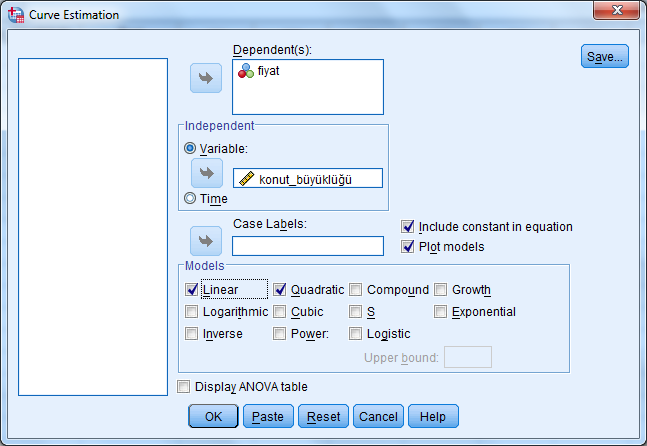 Curve Estimation
Dependent(s):
fiyat
Save...
Independent
Variable:
konut_büyüklüğü
Time
Case Labels:
Include constant in equation
Plot models
Models
Linear Quadratic Compound Growth
Logarithmic Cubic S Exponential
Inverse Power: Logistic
Upper bound:
Display ANOVA table
OK Paste Reset Cancel Help